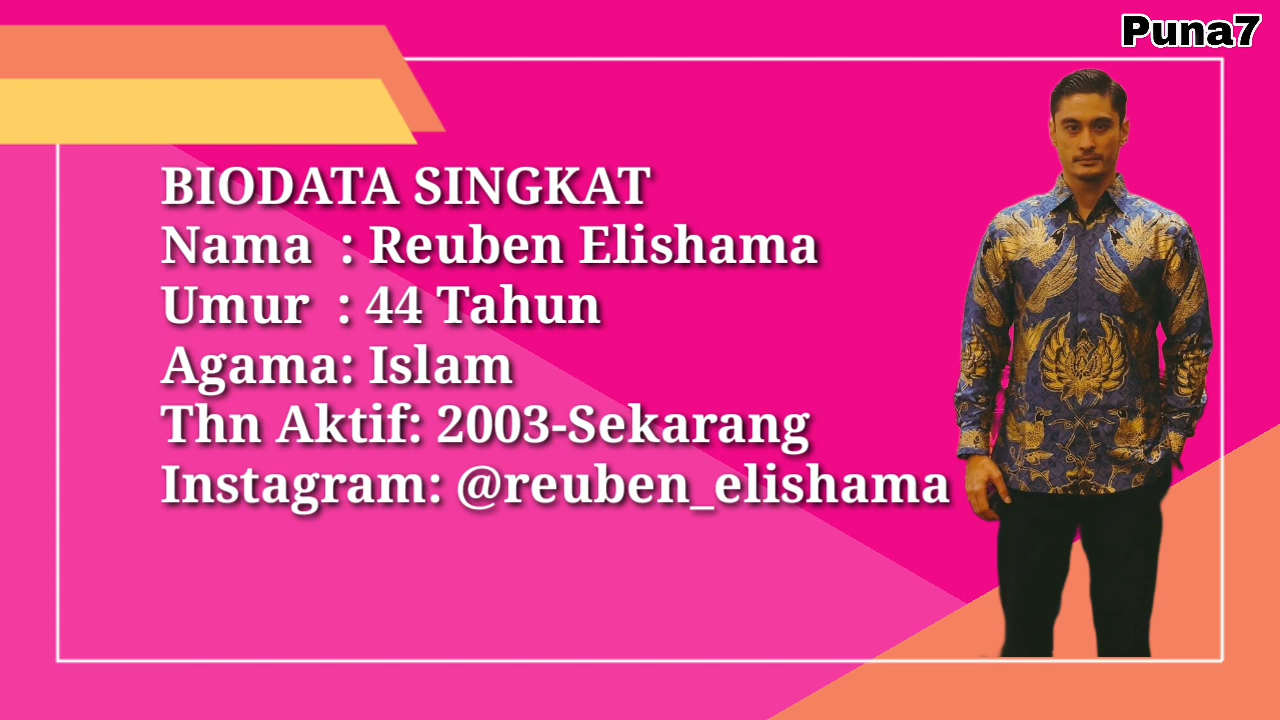 Puna7
BIODATA SINGKAT
Nama : Reuben Elishama
Umur : 44 Tahun
Agama: Islam
Thn Aktif: 2003-Sekarang
Instagram: @reuben_elishama